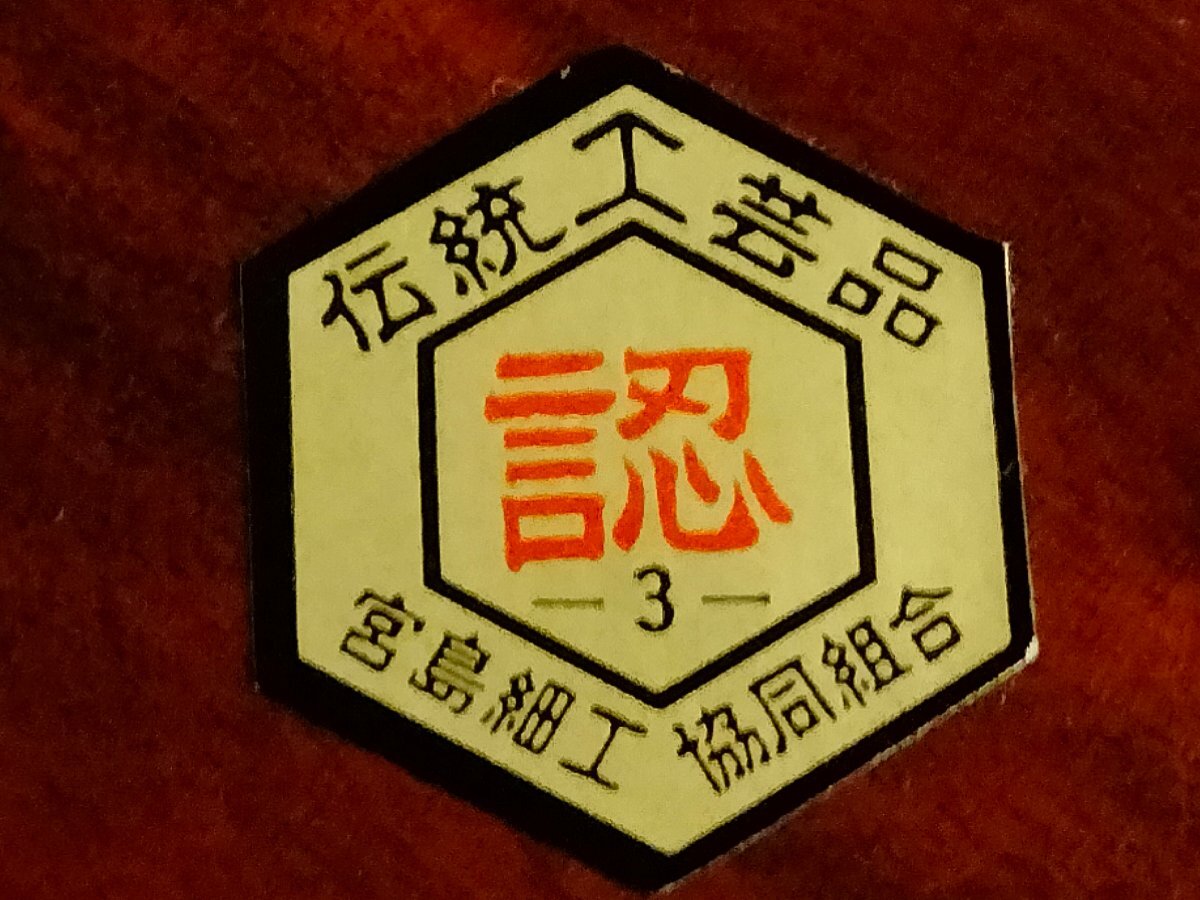 伝統工芸品
認
— 3 —
宮島細工協同組合